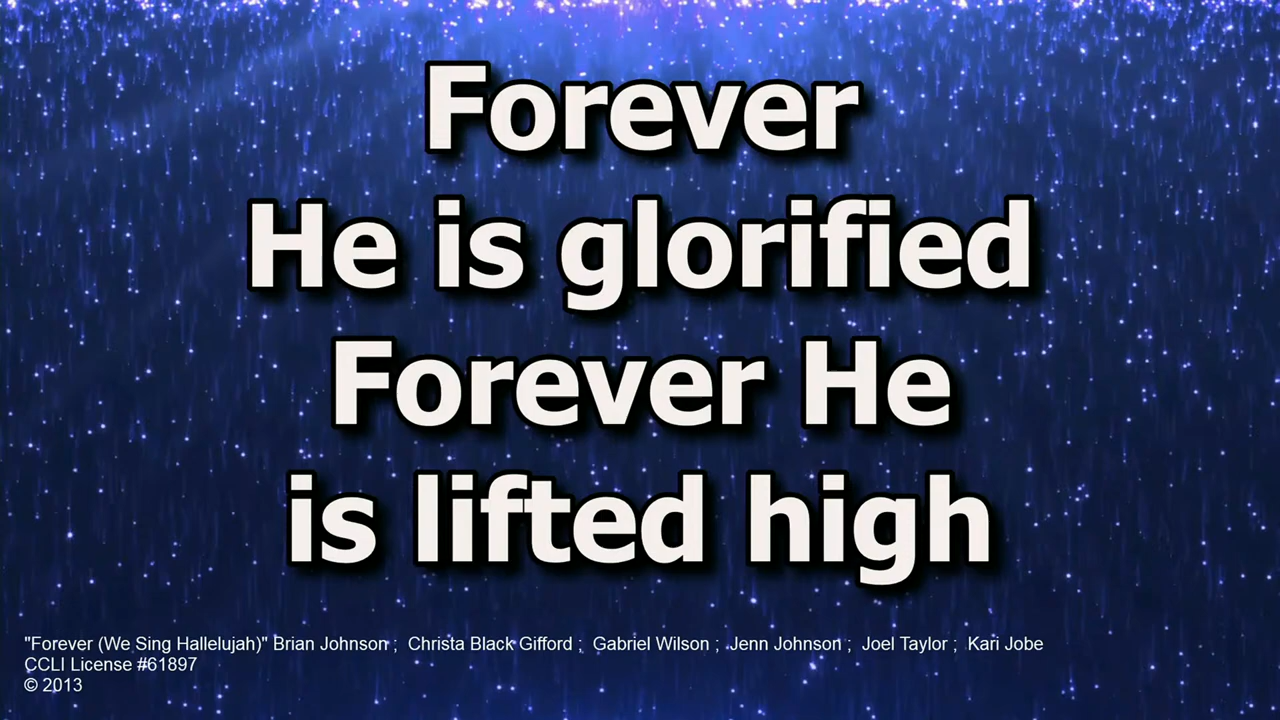 Forever
He is glorified
Forever He
is lifted high
"Forever (We Sing Hallelujah)" Brian Johnson ; Christa Black Gifford ; Gabriel Wilson ; Jenn Johnson ; Joel Taylor ; Kari Jobe
CCLI License #61897
© 2013